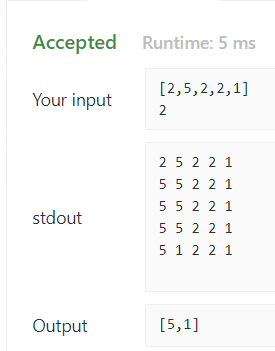 Accepted Runtime: 5 ms
Your input
[2,5,2,2,1]
2
stdout
2 5 2 2 1
5 5 2 2 1
5 5 2 2 1
5 5 2 2 1
5 1 2 2 1
Output
[5,1]